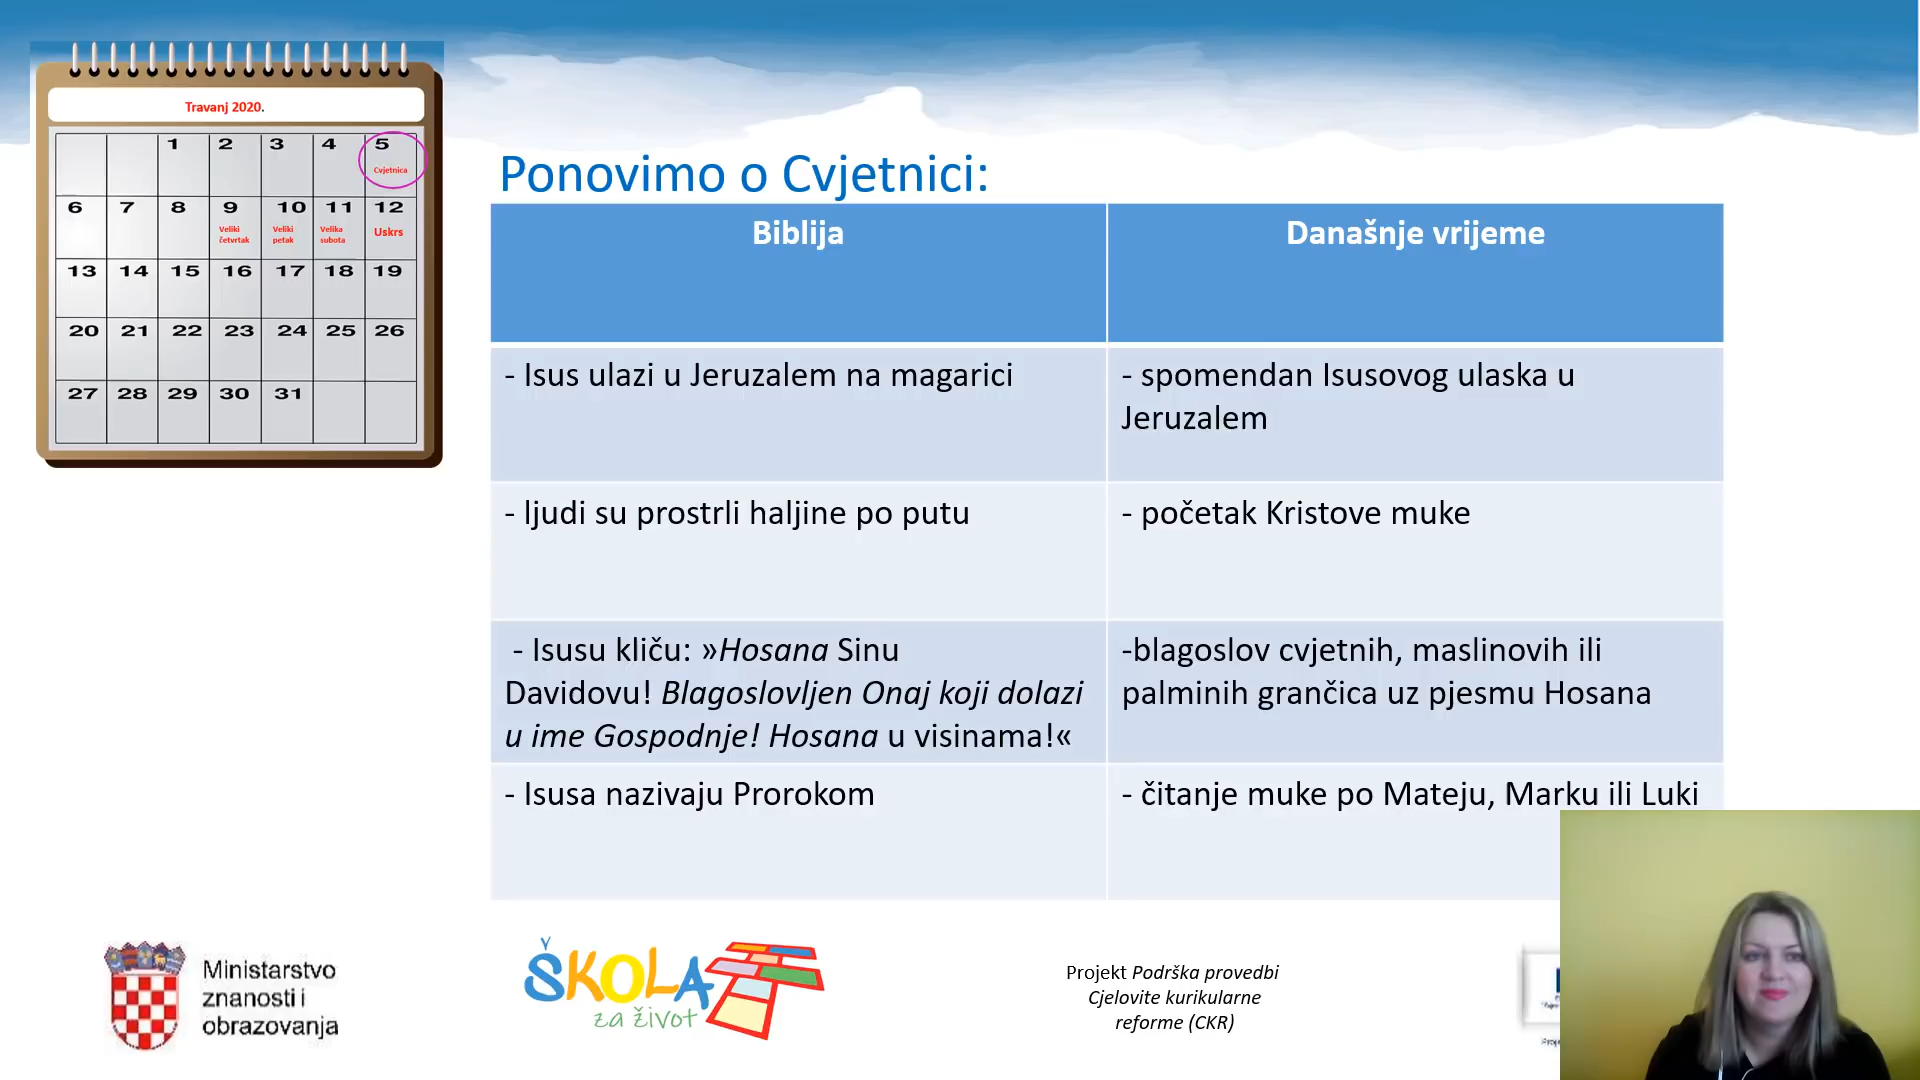 Travanj 2020.
1 2 3 4 5
Cvjetnica
6 7 8 9 10 11 12
Veliki Veliki Velika Uskrs
četvrtak petak subota
13 14 15 16 17 18 19
20 21 22 23 24 25 26
27 28 29 30 31
Ponovimo o Cvjetnici:
Biblija
Današnje vrijeme
- Isus ulazi u Jeruzalem na magarici
- spomendan Isusovog ulaska u
Jeruzalem
- ljudi su prostrli haljine po putu
- početak Kristove muke
- Isusu kliču: »Hosana Sinu
Davidovu! Blagoslovljen Onaj koji dolazi
u ime Gospodnje! Hosana u visinama!«
-blagoslov cvjetnih, maslinovih ili
palminih grančica uz pjesmu Hosana
- Isusa nazivaju Prorokom
- čitanje muke po Mateju, Marku ili Luki
Ministarstvo
znanosti i
obrazovanja
ŠKOLA
za život
Projekt Podrška provedbi
Cjelovite kurikularne
reforme (CKR)